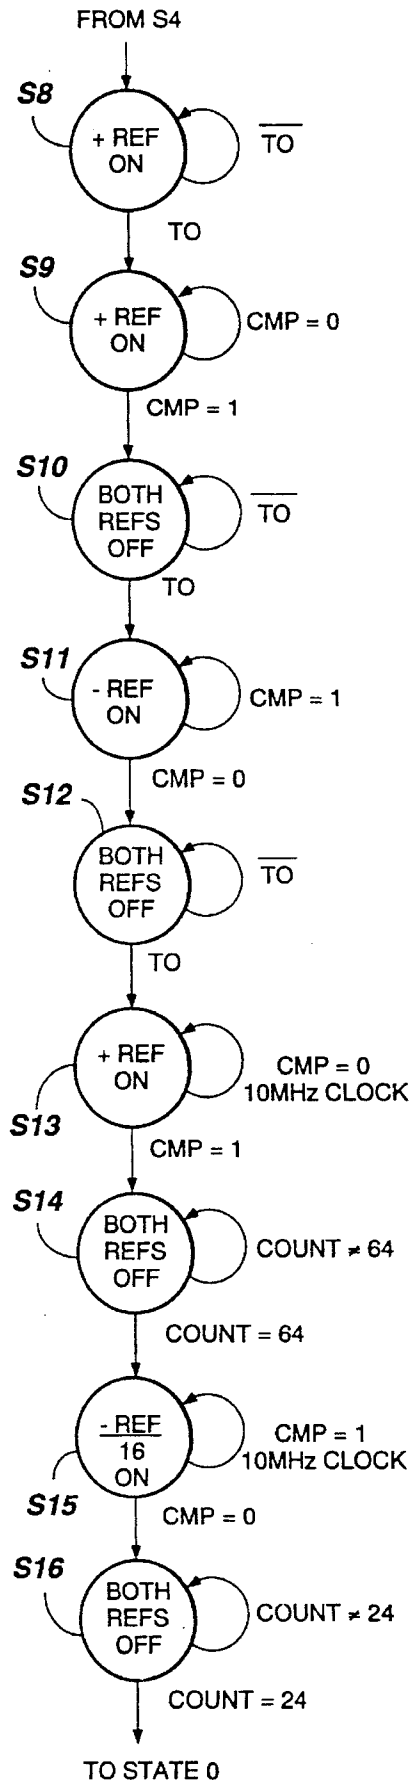 FROM S4
S8
+ REF
ON
TO
TO
S9
+ REF
ON
CMP = 0
CMP = 1
S10
BOTH
REFS
OFF
TO
TO
S11
- REF
ON
CMP = 1
CMP = 0
S12
BOTH
REFS
OFF
TO
TO
+ REF
ON
CMP = 0
10MHz CLOCK
S13
CMP = 1
S14
BOTH
REFS
OFF
COUNT ≠ 64
COUNT = 64
- REF
16
ON
CMP = 1
10MHz CLOCK
S15
CMP = 0
S16
BOTH
REFS
OFF
COUNT ≠ 24
COUNT = 24
TO STATE 0